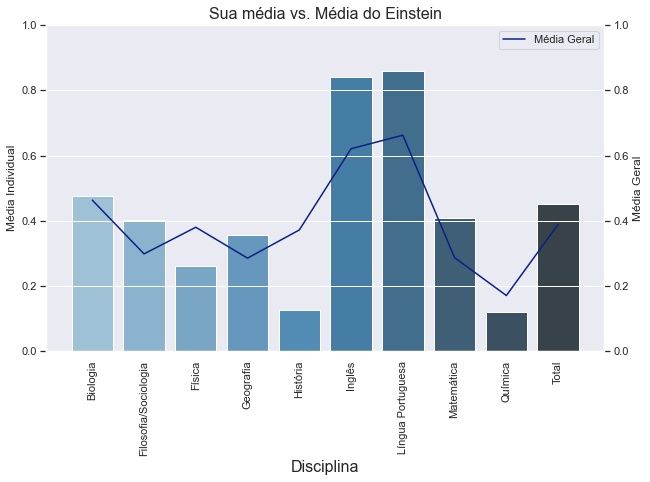 Sua média vs. Média do Einstein
Média Geral
1.0
0.8
0.6
0.4
0.2
0.0
Média Individual
1.0
0.8
0.6
0.4
0.2
0.0
Média Geral
Biologia
Filosofia/Sociologia
Física
Geografia
História
Inglês
Língua Portuguesa
Matemática
Química
Total
Disciplina